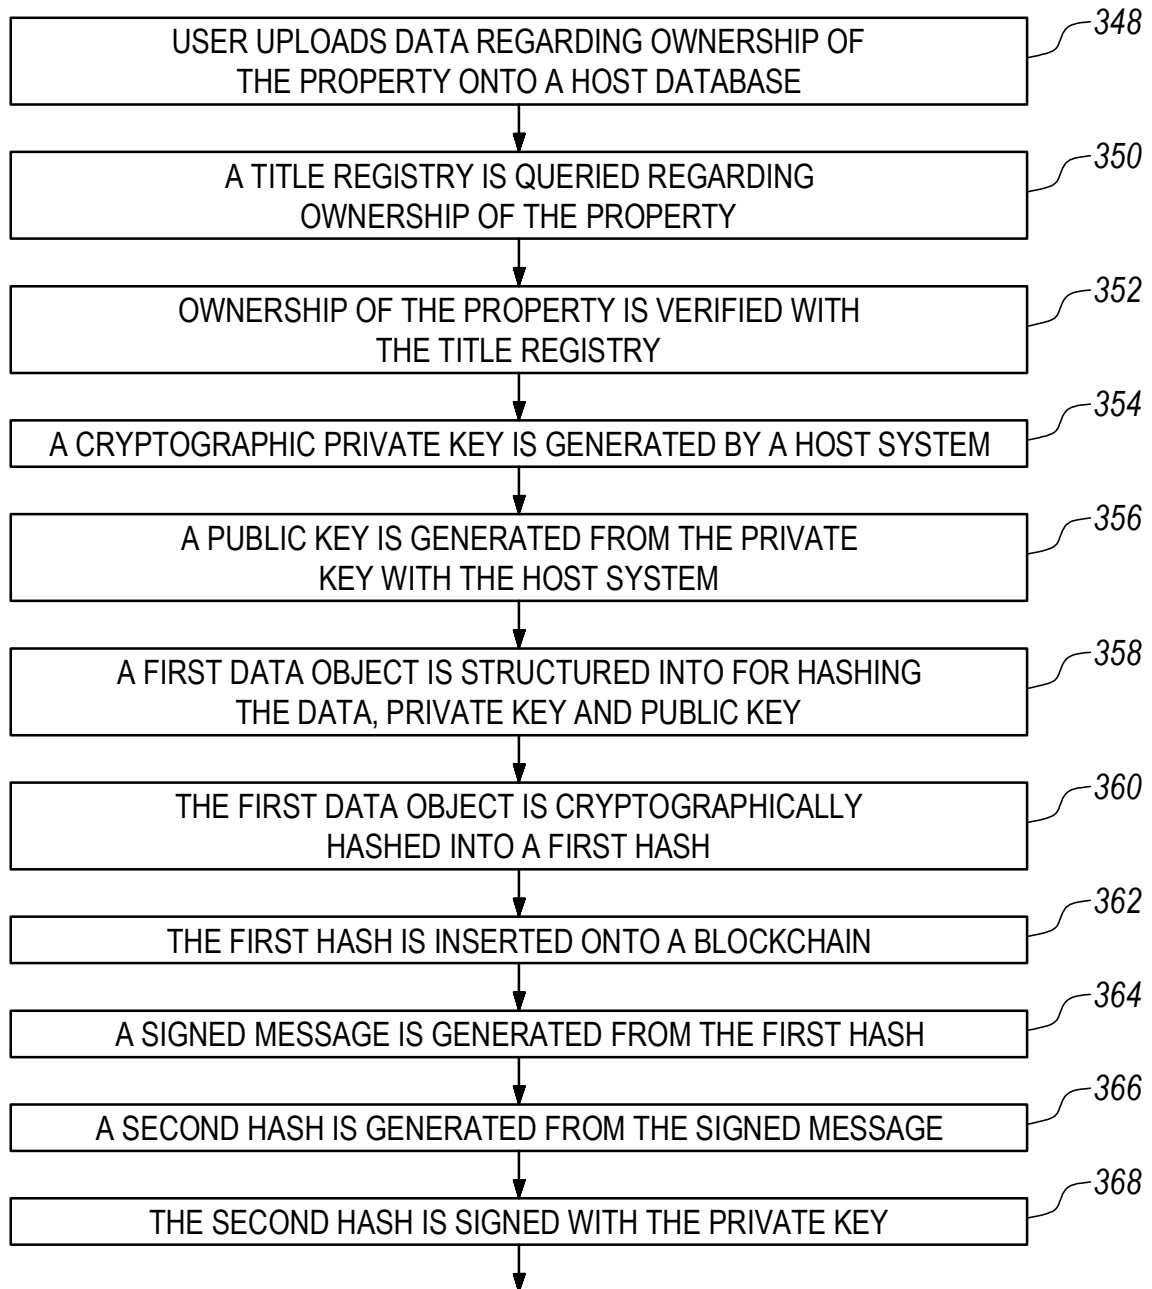 348
USER UPLOADS DATA REGARDING OWNERSHIP OF
THE PROPERTY ONTO A HOST DATABASE
350
A TITLE REGISTRY IS QUERIED REGARDING
OWNERSHIP OF THE PROPERTY
352
OWNERSHIP OF THE PROPERTY IS VERIFIED WITH
THE TITLE REGISTRY
354
A CRYPTOGRAPHIC PRIVATE KEY IS GENERATED BY A HOST SYSTEM
356
A PUBLIC KEY IS GENERATED FROM THE PRIVATE
KEY WITH THE HOST SYSTEM
358
A FIRST DATA OBJECT IS STRUCTURED INTO FOR HASHING
THE DATA, PRIVATE KEY AND PUBLIC KEY
360
THE FIRST DATA OBJECT IS CRYPTOGRAPHICALLY
HASHED INTO A FIRST HASH
362
THE FIRST HASH IS INSERTED ONTO A BLOCKCHAIN
364
A SIGNED MESSAGE IS GENERATED FROM THE FIRST HASH
366
A SECOND HASH IS GENERATED FROM THE SIGNED MESSAGE
368
THE SECOND HASH IS SIGNED WITH THE PRIVATE KEY